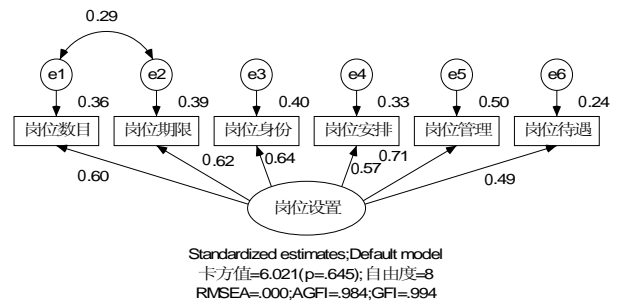 0.29
e1 e2 e3 e4 e5 e6
0.36 0.39 0.40 0.33 0.50 0.24
岗位数目 岗位期限 岗位身份 岗位安排 岗位管理 岗位待遇
0.60 0.62 0.64 0.57 0.71 0.49
岗位设置
Standardized estimates;Default model
卡方值=6.021(p=.645);自由度=8
RMSEA=.000;AGFI=.984;GFI=.994